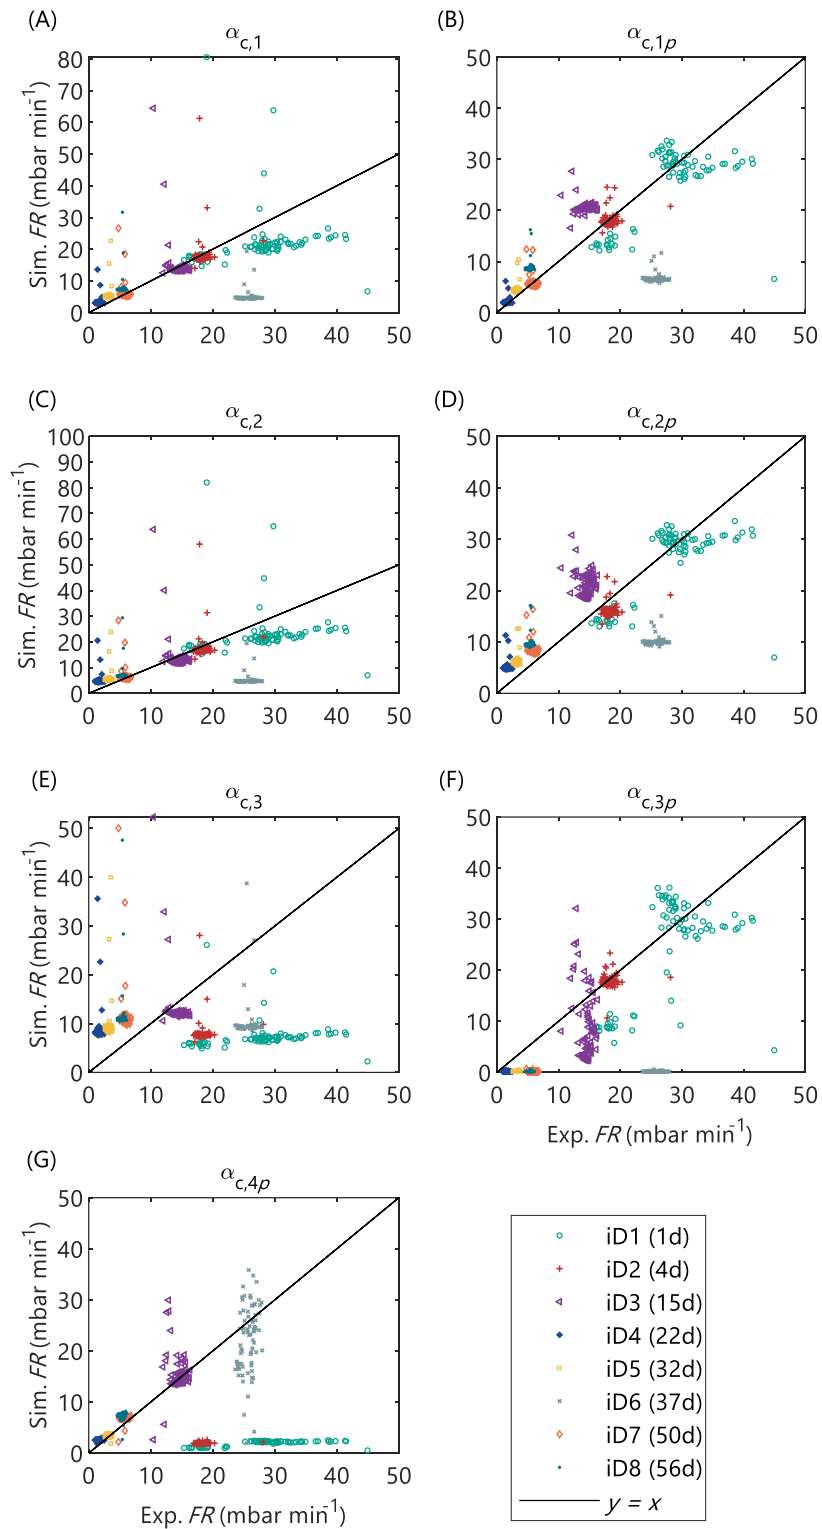 (A)
α c,1
80
70
60
50
40
30
20
10
0
0 10 20 30 40 50
Sim. FR (mbar min⁻¹)
(B)
α c,1p
50
40
30
20
10
0
0 10 20 30 40 50
(C)
α c,2
100
90
80
70
60
50
40
30
20
10
0
0 10 20 30 40 50
Sim. FR (mbar min⁻¹)
(D)
α c,2p
50
40
30
20
10
0
0 10 20 30 40 50
(E)
α c,3
50
40
30
20
10
0
0 10 20 30 40 50
Sim. FR (mbar min⁻¹)
(F)
α c,3p
50
40
30
20
10
0
0 10 20 30 40 50
Exp. FR (mbar min⁻¹)
(G)
α c,4p
50
40
30
20
10
0
0 10 20 30 40 50
Sim. FR (mbar min⁻¹)
Exp. FR (mbar min⁻¹)
iD1 (1d)
iD2 (4d)
iD3 (15d)
iD4 (22d)
iD5 (32d)
iD6 (37d)
iD7 (50d)
iD8 (56d)
y = x